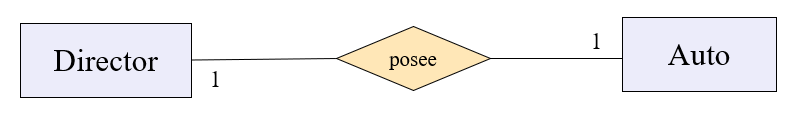 Director
1
posee
1
Auto